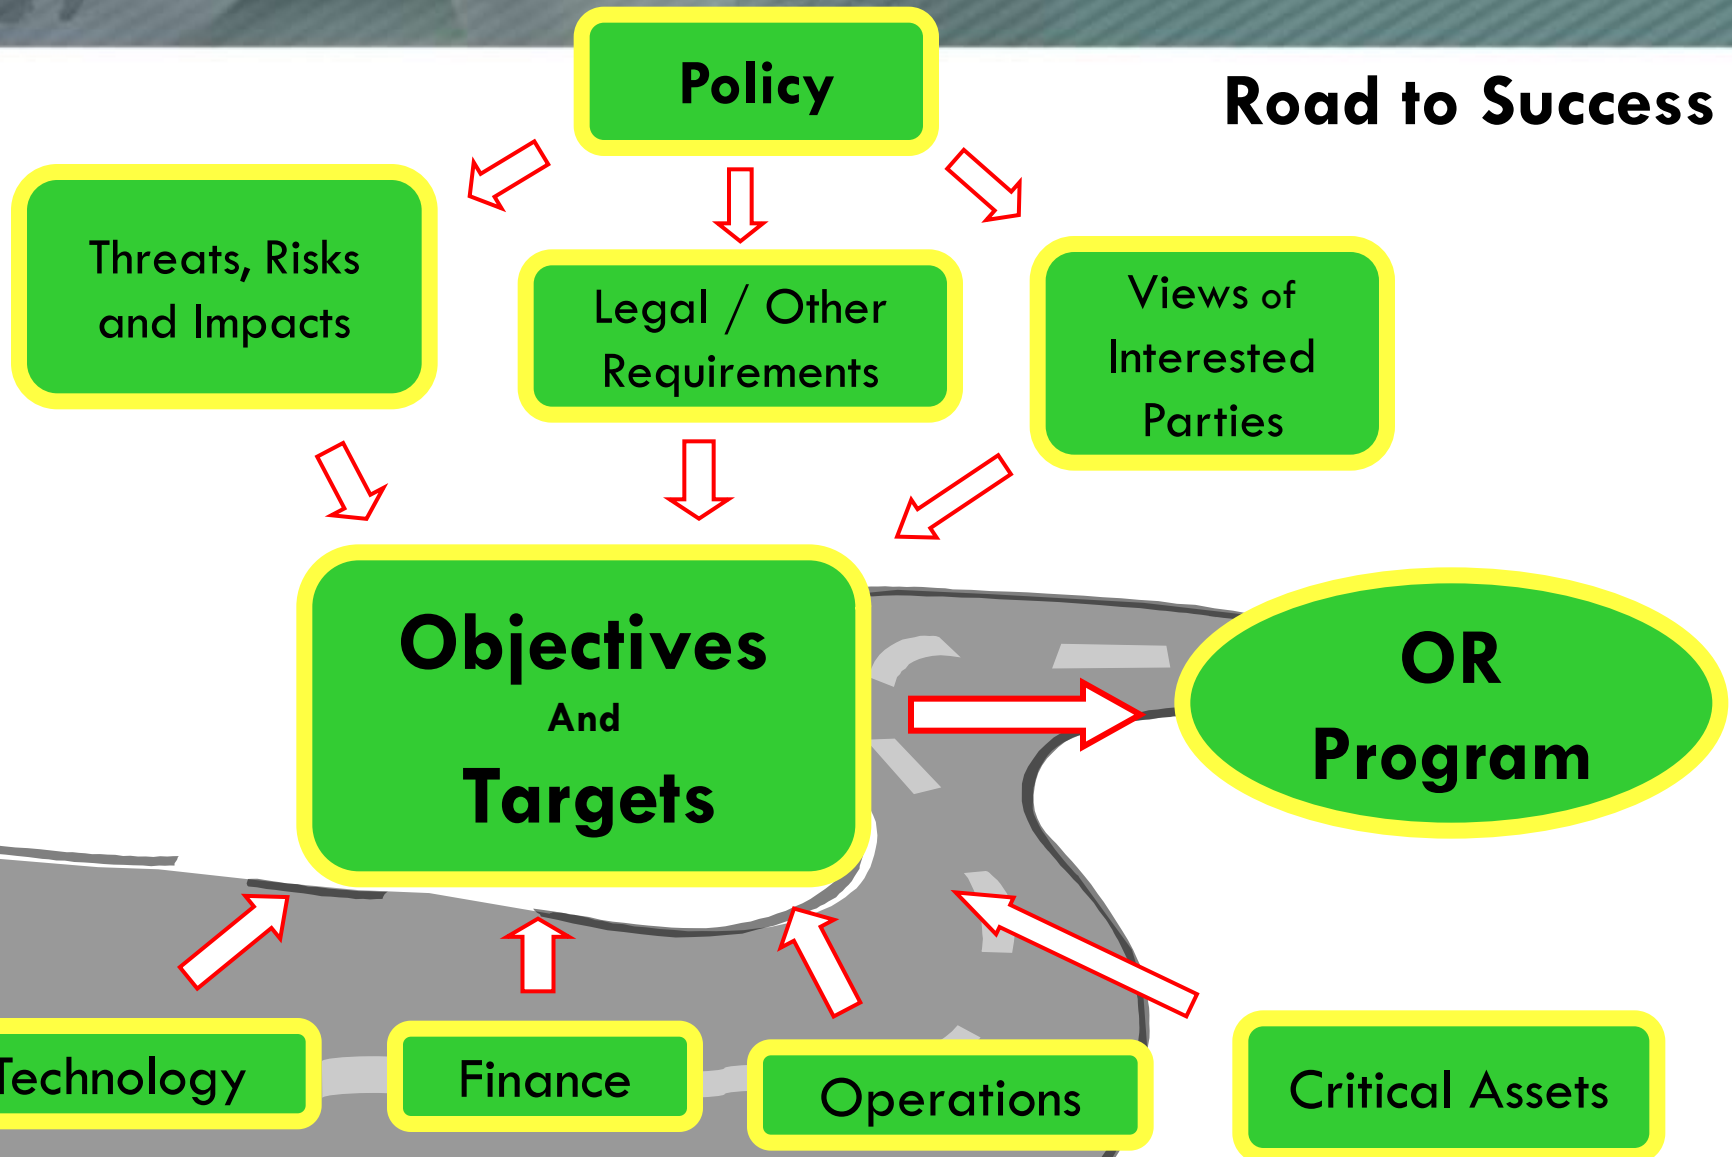 Policy
Road to Success
Threats, Risks
and Impacts
Legal / Other
Requirements
Views of
Interested
Parties
Objectives
And
Targets
OR
Program
Technology
Finance
Operations
Critical Assets